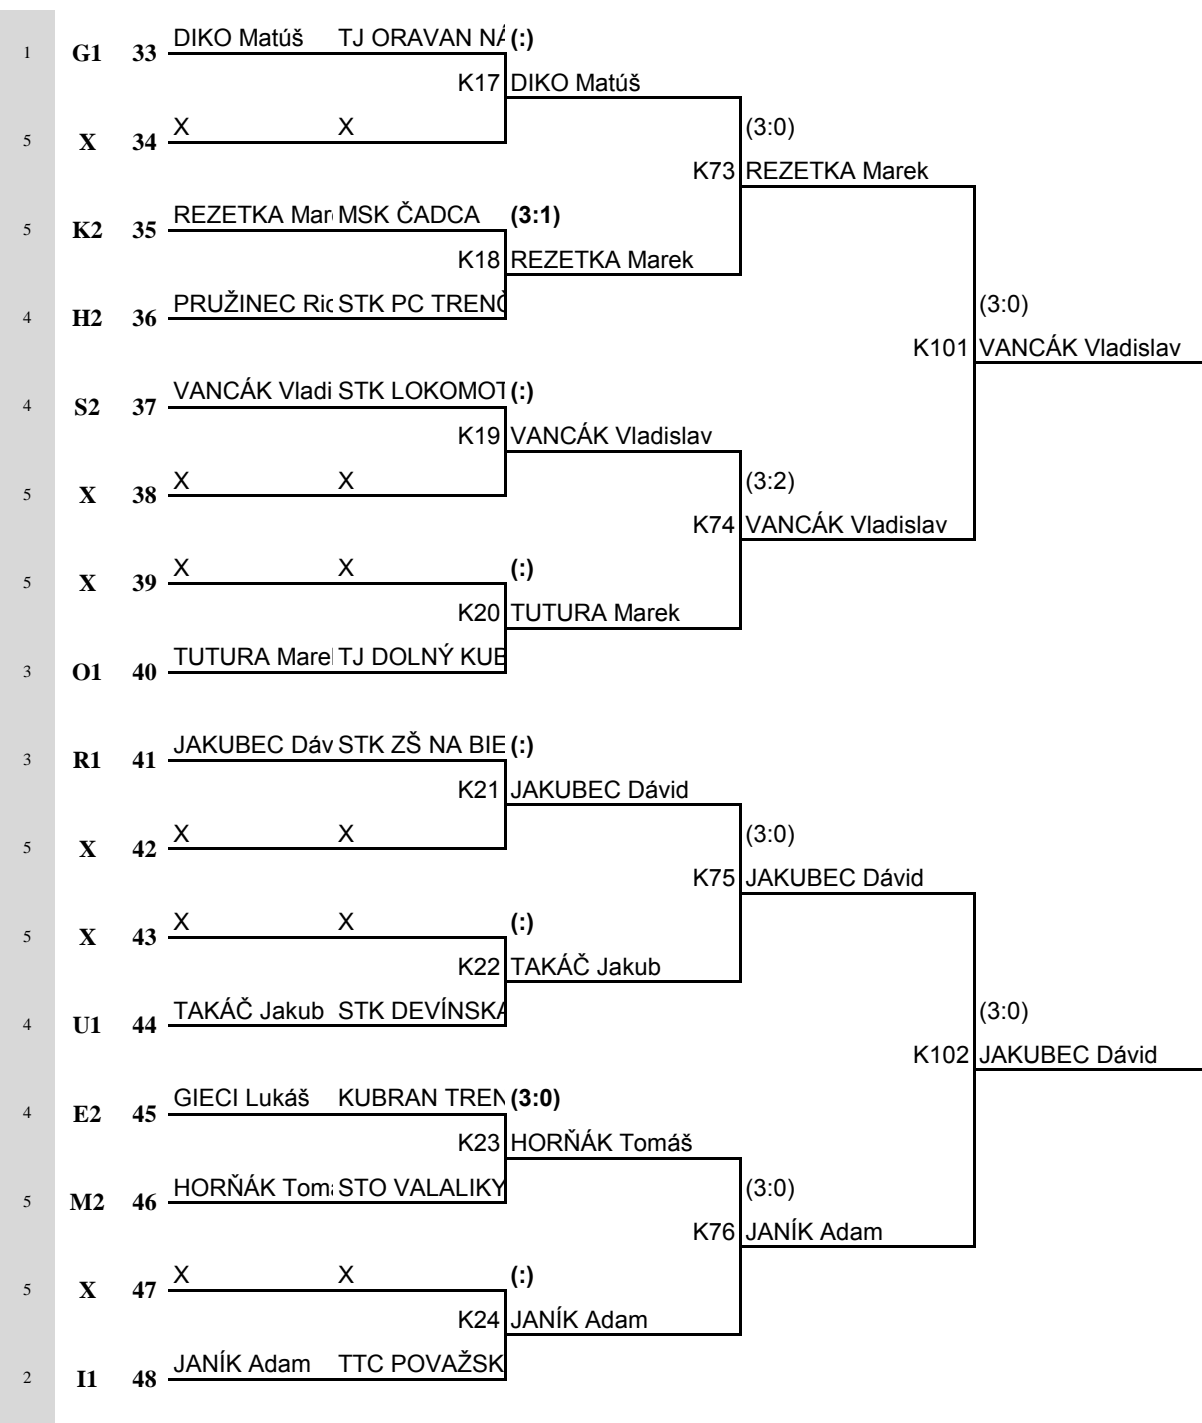 1 G1 33 DIKO Matúš TJ ORAVAN NÁ (:)
K17 DIKO Matúš
5 X 34 X X (3:0)
K73 REZETKA Marek
5 K2 35 REZETKA Mar MSK ČADCA (3:1)
K18 REZETKA Marek
4 H2 36 PRUŽINEC Ric STK PC TRENČ (3:0)
K101 VANCÁK Vladislav
4 S2 37 VANCÁK Vladi STK LOKOMOT (:)
K19 VANCÁK Vladislav
5 X 38 X X (3:2)
K74 VANCÁK Vladislav
5 X 39 X X (:)
K20 TUTURA Marek
3 O1 40 TUTURA Mare TJ DOLNÝ KUB
3 R1 41 JAKUBEC Dáv STK ZŠ NA BIE (:)
K21 JAKUBEC Dávid
5 X 42 X X (3:0)
K75 JAKUBEC Dávid
5 X 43 X X (:)
K22 TAKÁČ Jakub
4 U1 44 TAKÁČ Jakub STK DEVÍNSKA (3:0)
K102 JAKUBEC Dávid
4 E2 45 GIECI Lukáš KUBRAN TREN (3:0)
K23 HORŇÁK Tomáš
5 M2 46 HORŇÁK Tomá STO VALALIKY (3:0)
K76 JANÍK Adam
5 X 47 X X (:)
K24 JANÍK Adam
2 I1 48 JANÍK Adam TTC POVAŽSK